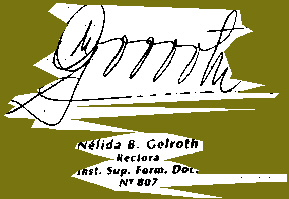 Nélida B. Gelroth
Rectora
Inst. Sup. Form. Doc.
Nº 807